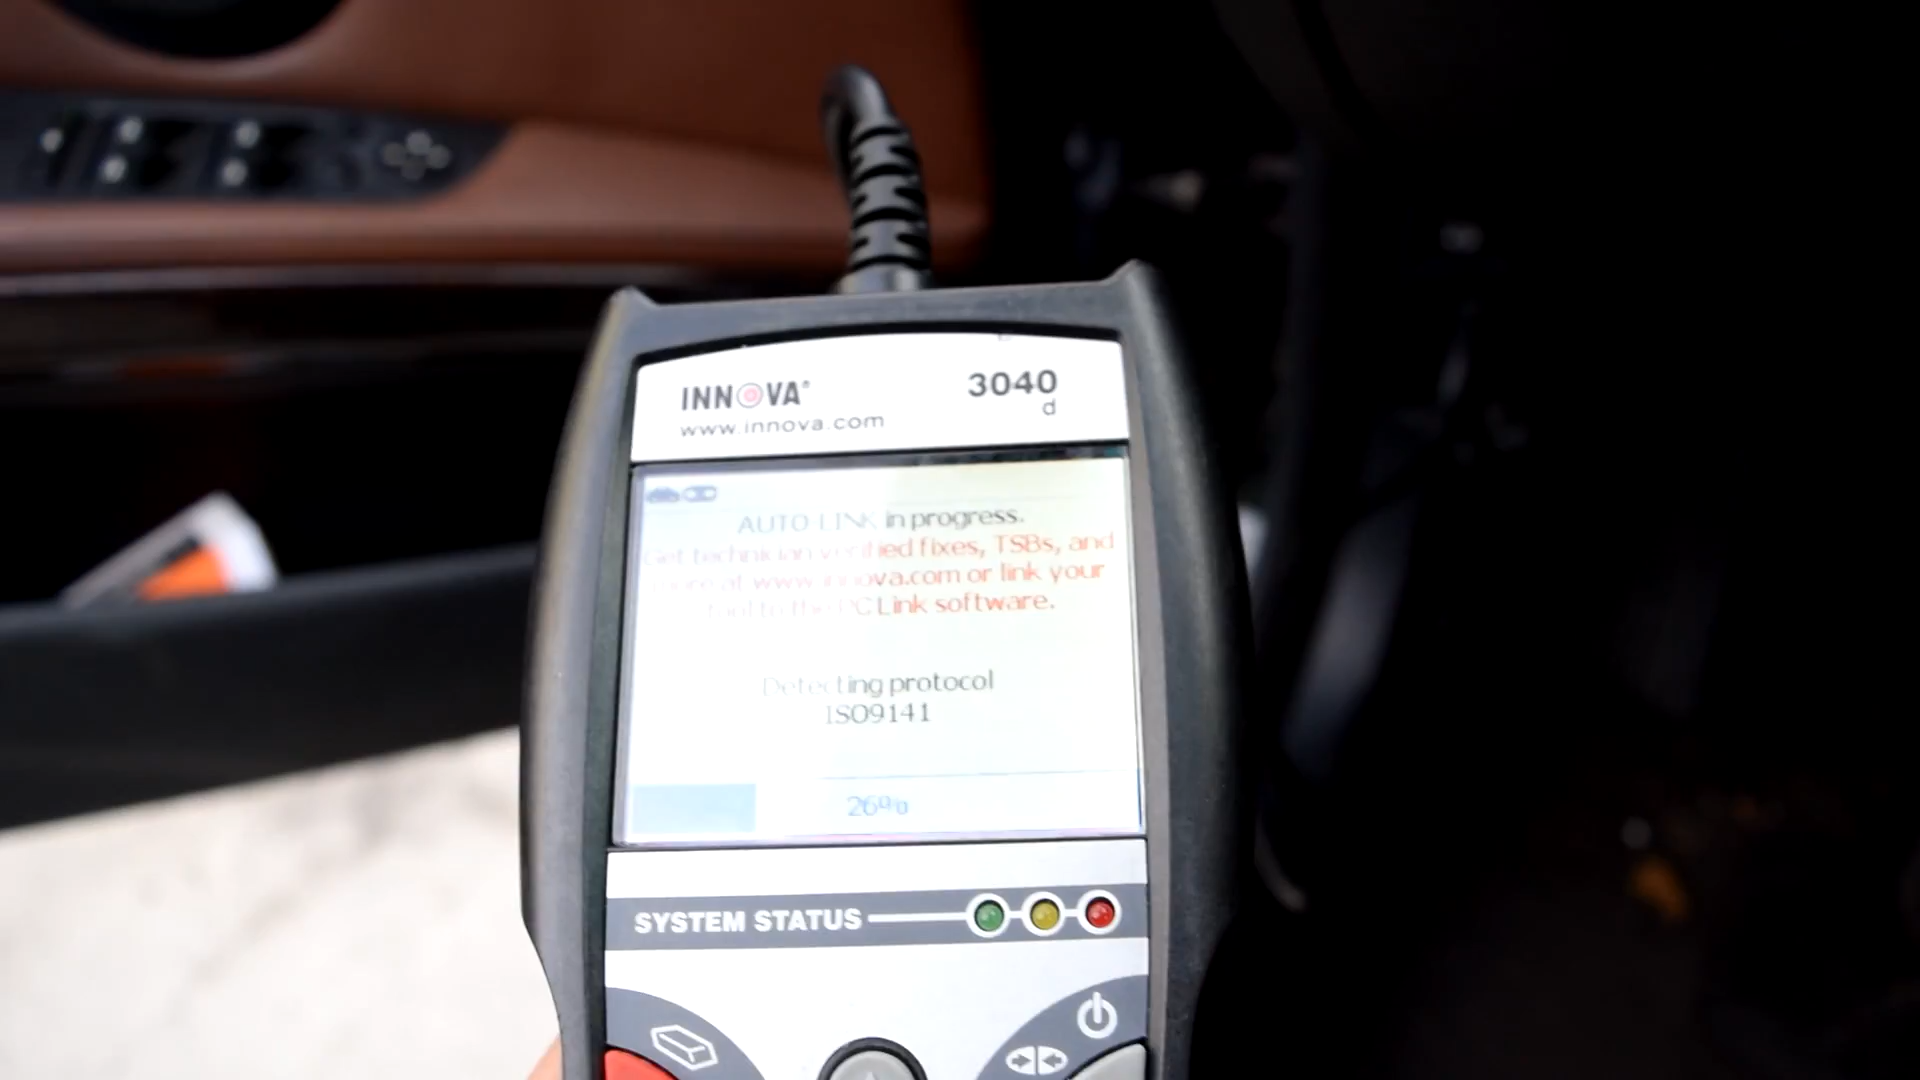 INNOVA®
3040
d
www.innova.com
AUTO LINK in progress.
Get technician verified fixes, TSBs, and
more at www.innova.com or link your
tool to the PC Link software.
Detecting protocol
ISO9141
26%
SYSTEM STATUS